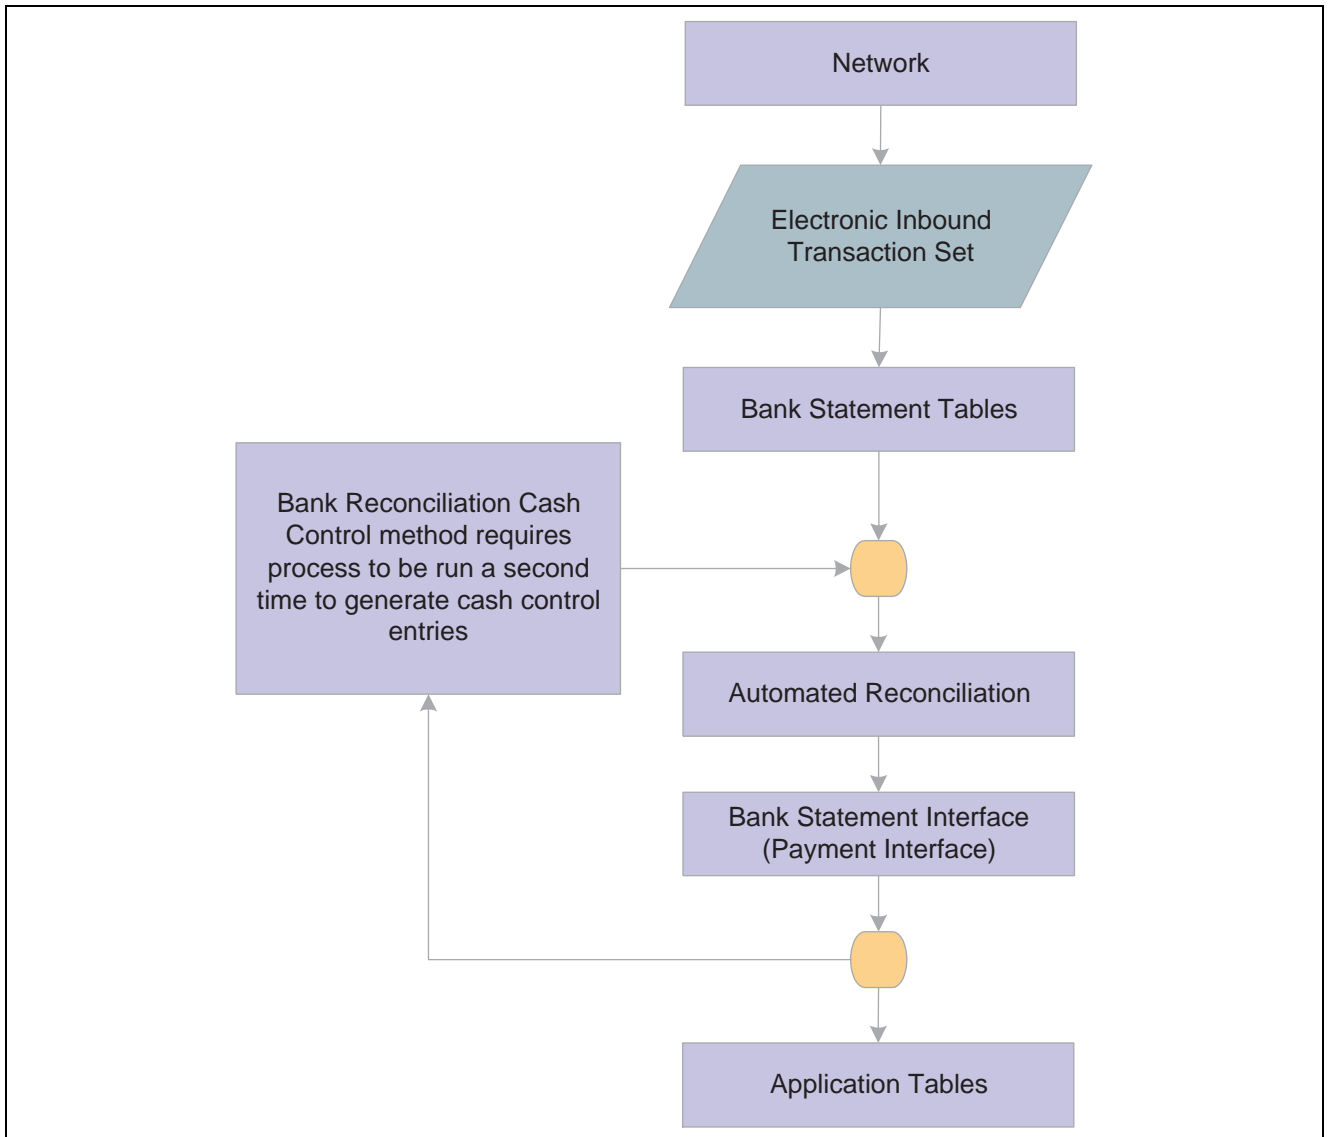 Network
Electronic Inbound
Transaction Set
Bank Statement Tables
Bank Reconciliation Cash
Control method requires
process to be run a second
time to generate cash control
entries
Automated Reconciliation
Bank Statement Interface
(Payment Interface)
Application Tables